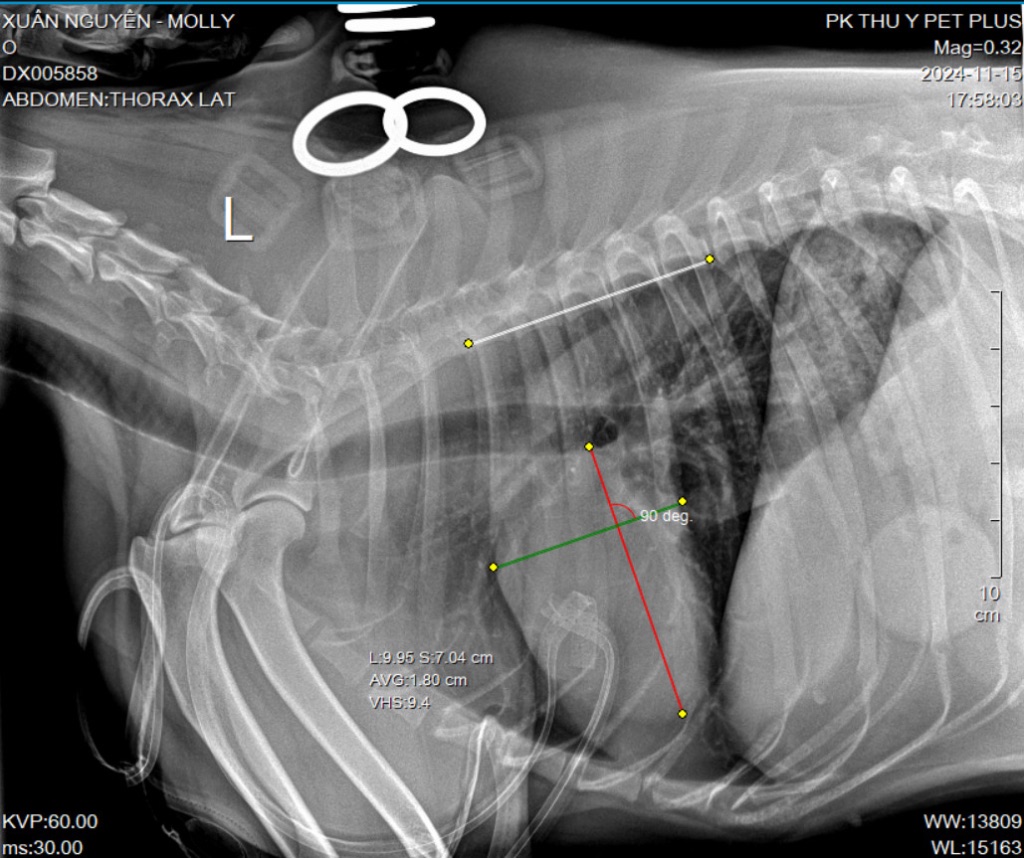 XUÂN NGUYÊN - MOLLY
O
DX005858
ABDOMEN:THORAX LAT
PK THU Y PET PLUS
Mag=0.32
2024-11-15
17:58:03
L
90 deg.
10
cm
L:9.95 S:7.04 cm
AVG:1.80 cm
VHS:9.4
KVP:60.00
ms:30.00
WW:13809
WL:15163